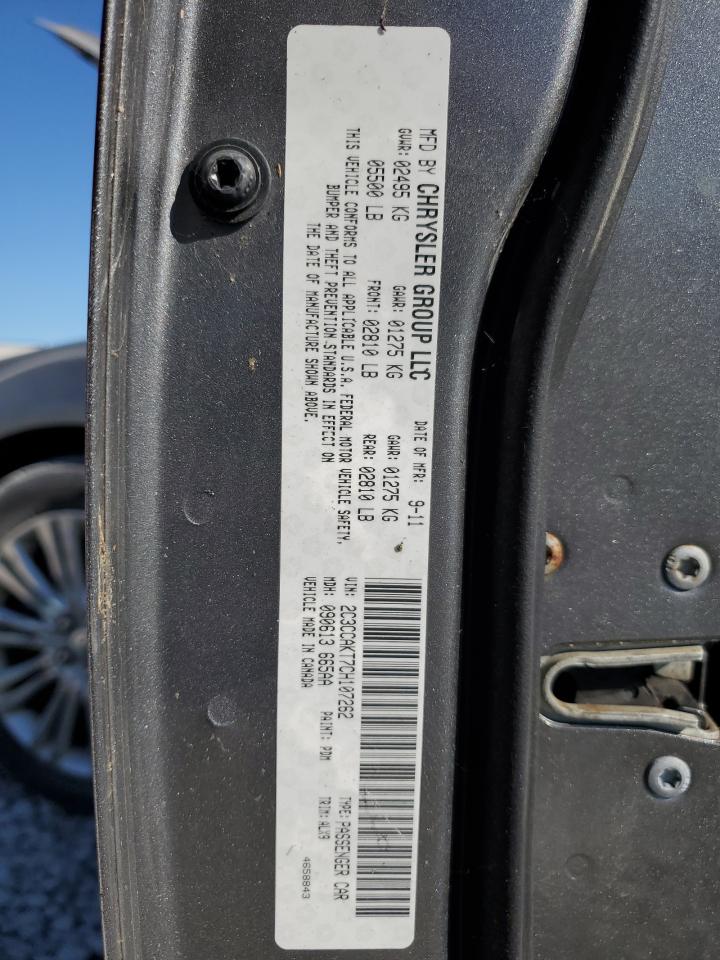 MFD BY CHRYSLER GROUP LLC DATE OF MFR: 9-11
GVWR: 02495 KG GAWR: 01275 KG GAWR: 01275 KG
05500 LB FRONT: 02810 LB REAR: 02810 LB
THIS VEHICLE CONFORMS TO ALL APPLICABLE U.S.A. FEDERAL MOTOR VEHICLE SAFETY,
BUMPER AND THEFT PREVENTION STANDARDS IN EFFECT ON
THE DATE OF MANUFACTURE SHOWN ABOVE.
VIN: 2C3CCAKT7CH107262 TYPE: PASSENGER CAR
MDH: 090613 665AA PAINT: PDM TRIM: ALX9
VEHICLE MADE IN CANADA 4658843